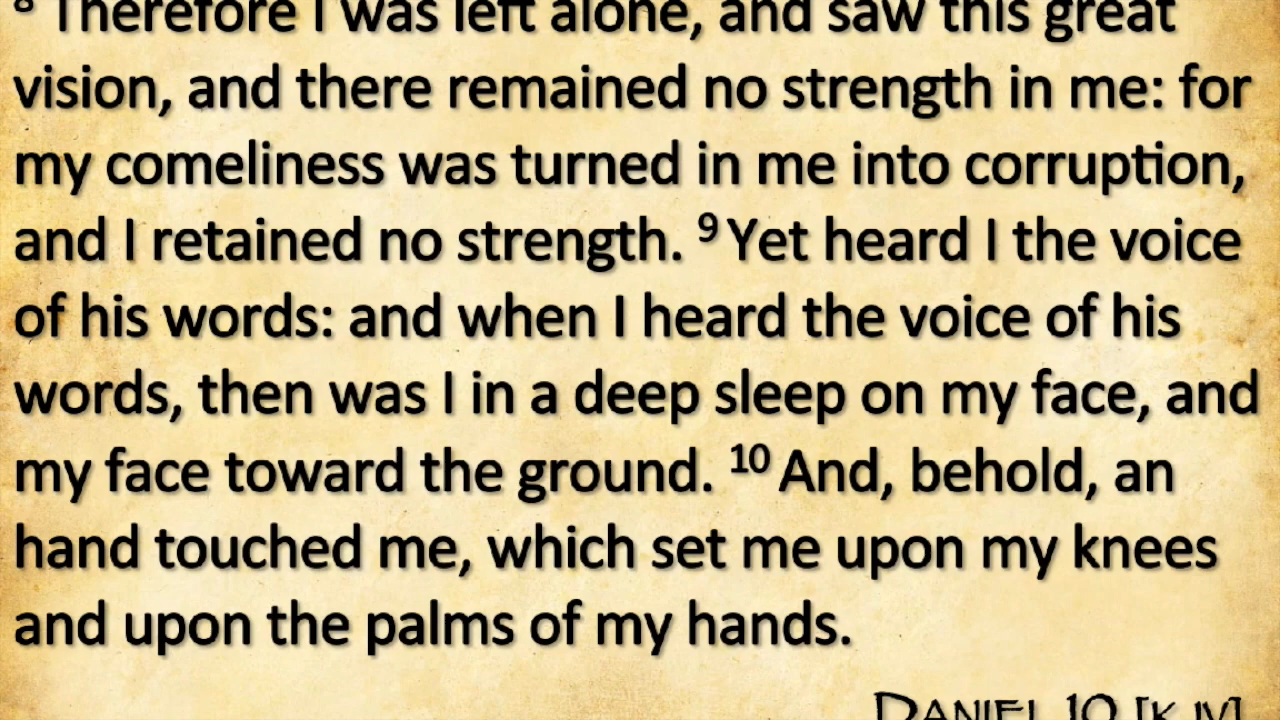 8 Therefore I was left alone, and saw this great
vision, and there remained no strength in me: for
my comeliness was turned in me into corruption,
and I retained no strength. 9 Yet heard I the voice
of his words: and when I heard the voice of his
words, then was I in a deep sleep on my face, and
my face toward the ground. 10 And, behold, an
hand touched me, which set me upon my knees
and upon the palms of my hands.
Daniel 10 [KJV]